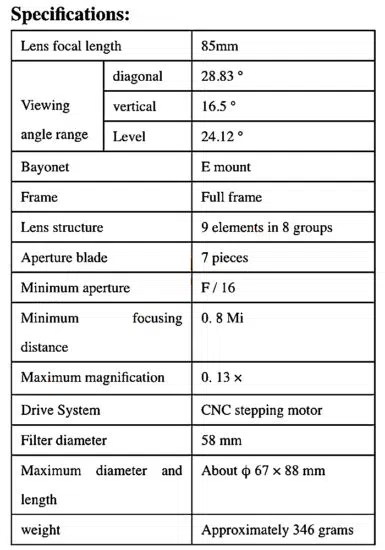 Specifications:
Lens focal length 85mm
Viewing angle range diagonal 28.83 °
vertical 16.5 °
Level 24.12 °
Bayonet E mount
Frame Full frame
Lens structure 9 elements in 8 groups
Aperture blade 7 pieces
Minimum aperture F / 16
Minimum focusing distance 0. 8 Mi
Maximum magnification 0. 13 ×
Drive System CNC stepping motor
Filter diameter 58 mm
Maximum diameter and length About ϕ 67 × 88 mm
weight Approximately 346 grams